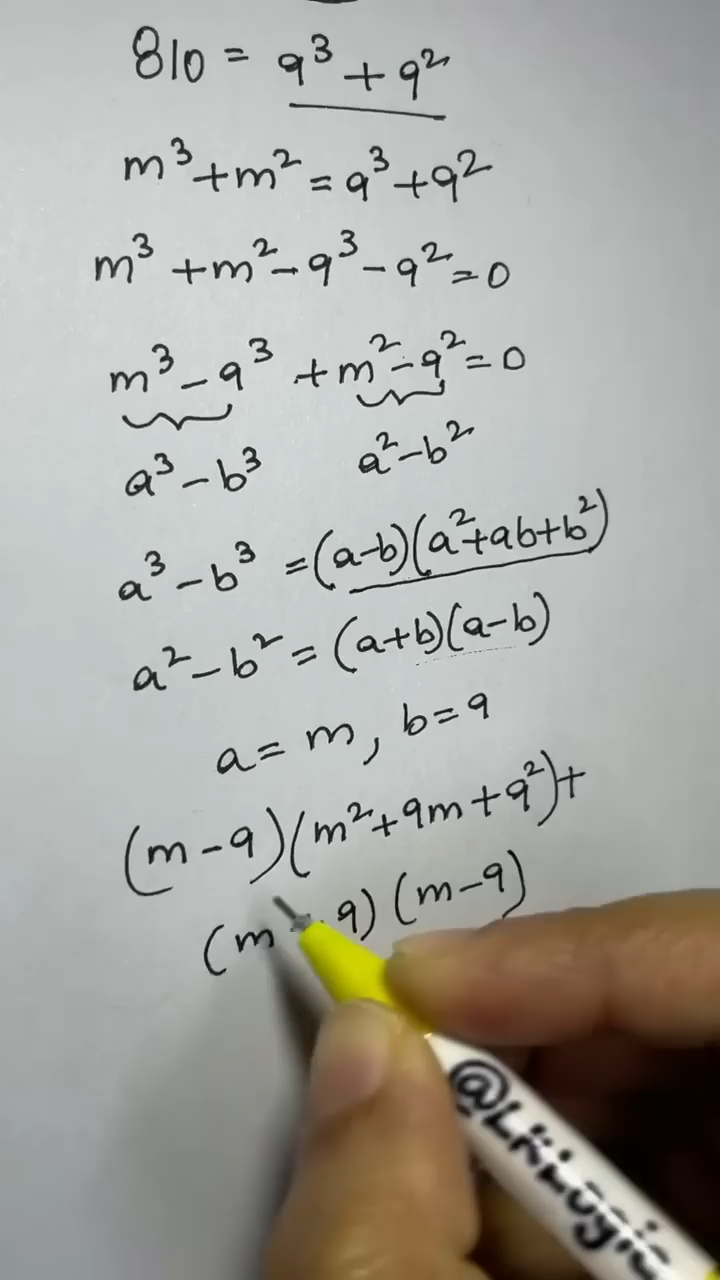 810 = 9³ + 9²
m³ + m² = 9³ + 9²
m³ + m² - 9³ - 9² = 0
m³ - 9³ + m² - 9² = 0
a³ - b³ a² - b²
a³ - b³ = (a-b)(a²+ab+b²)
a² - b² = (a+b)(a-b)
a = m, b = 9
(m - 9)(m² + 9m + 9²) +
(m 9)(m - 9)
@LKLogic